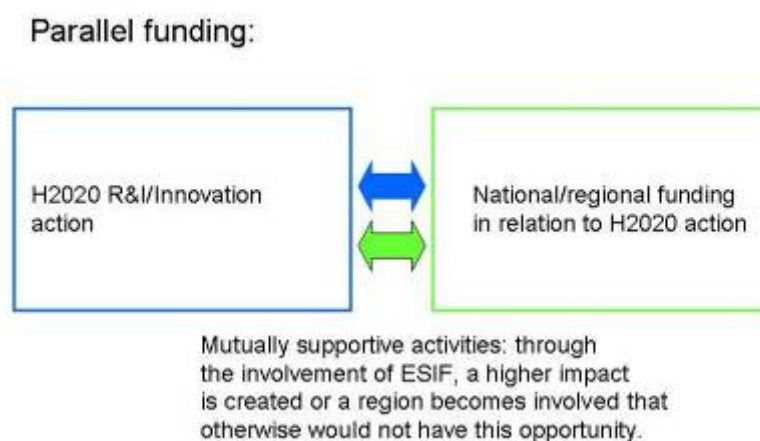 Parallel funding:
H2020 R&I/Innovation
action
National/regional funding
in relation to H2020 action
Mutually supportive activities: through
the involvement of ESIF, a higher impact
is created or a region becomes involved that
otherwise would not have this opportunity.